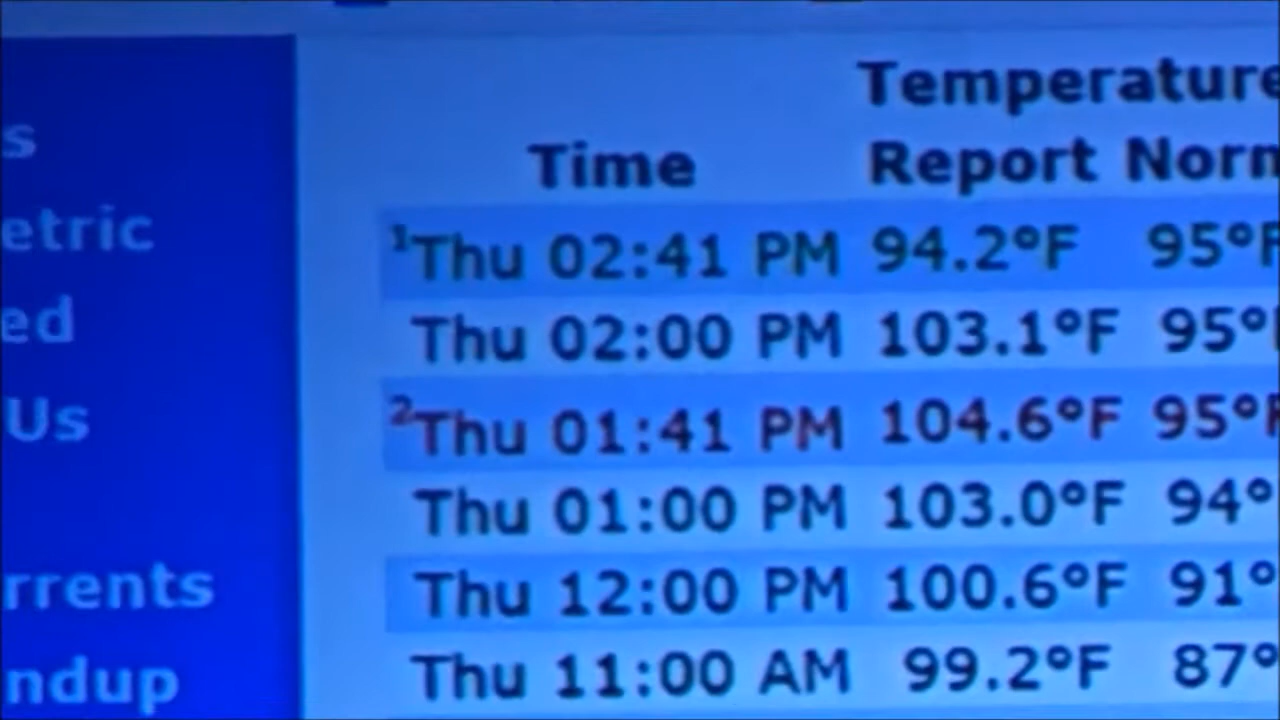 Temperature
Time Report Norm
¹Thu 02:41 PM 94.2°F 95°F
Thu 02:00 PM 103.1°F 95°
²Thu 01:41 PM 104.6°F 95°F
Thu 01:00 PM 103.0°F 94°
Thu 12:00 PM 100.6°F 91°
Thu 11:00 AM 99.2°F 87°
s
etric
ed
Us
rrents
ndup